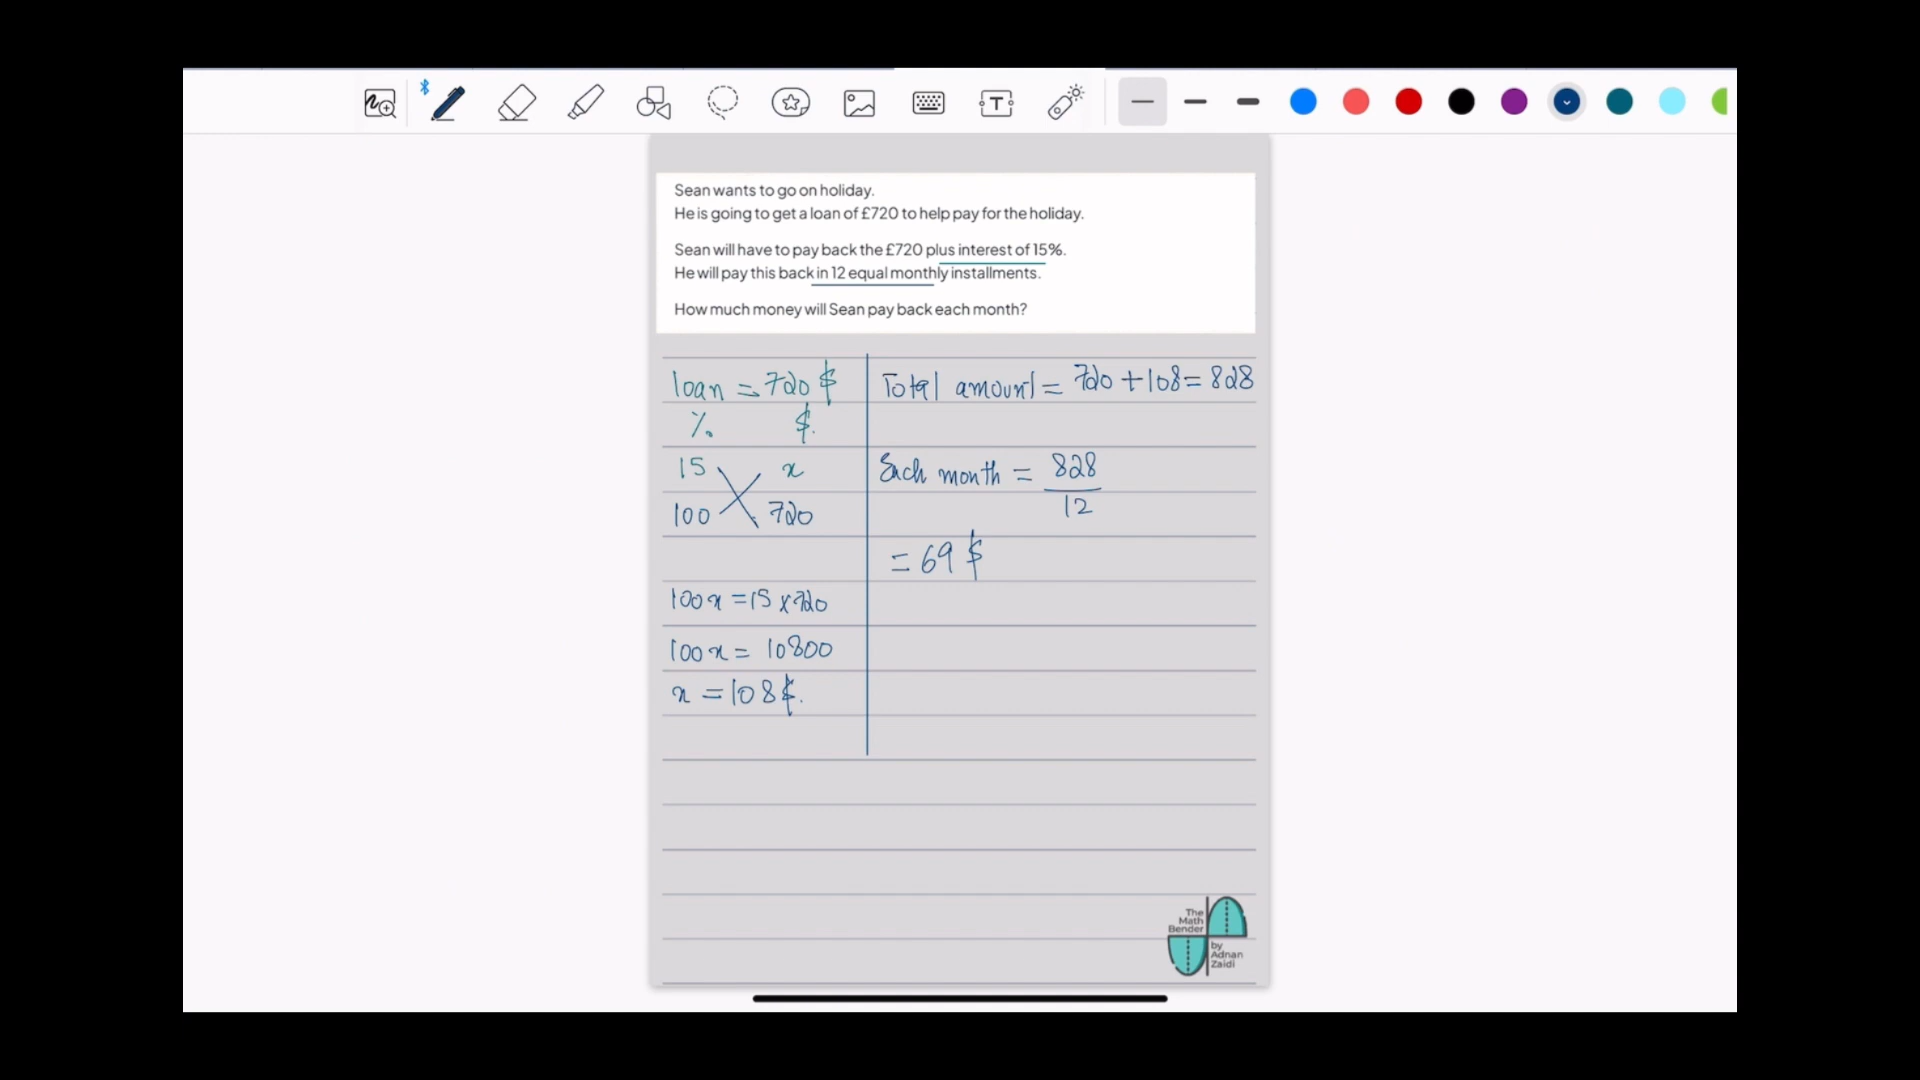 Sean wants to go on holiday.
He is going to get a loan of £720 to help pay for the holiday.
Sean will have to pay back the £720 plus interest of 15%.
He will pay this back in 12 equal monthly installments.
How much money will Sean pay back each month?
loan = 720 $
% $.
15 x
100 720
100x = 15 x 720
100x = 10800
x = 108 $.
Total amount = 720 + 108 = 828
Each month = 828
12
= 69 $
The
Math
Bender
by
Adnan
Zaidi